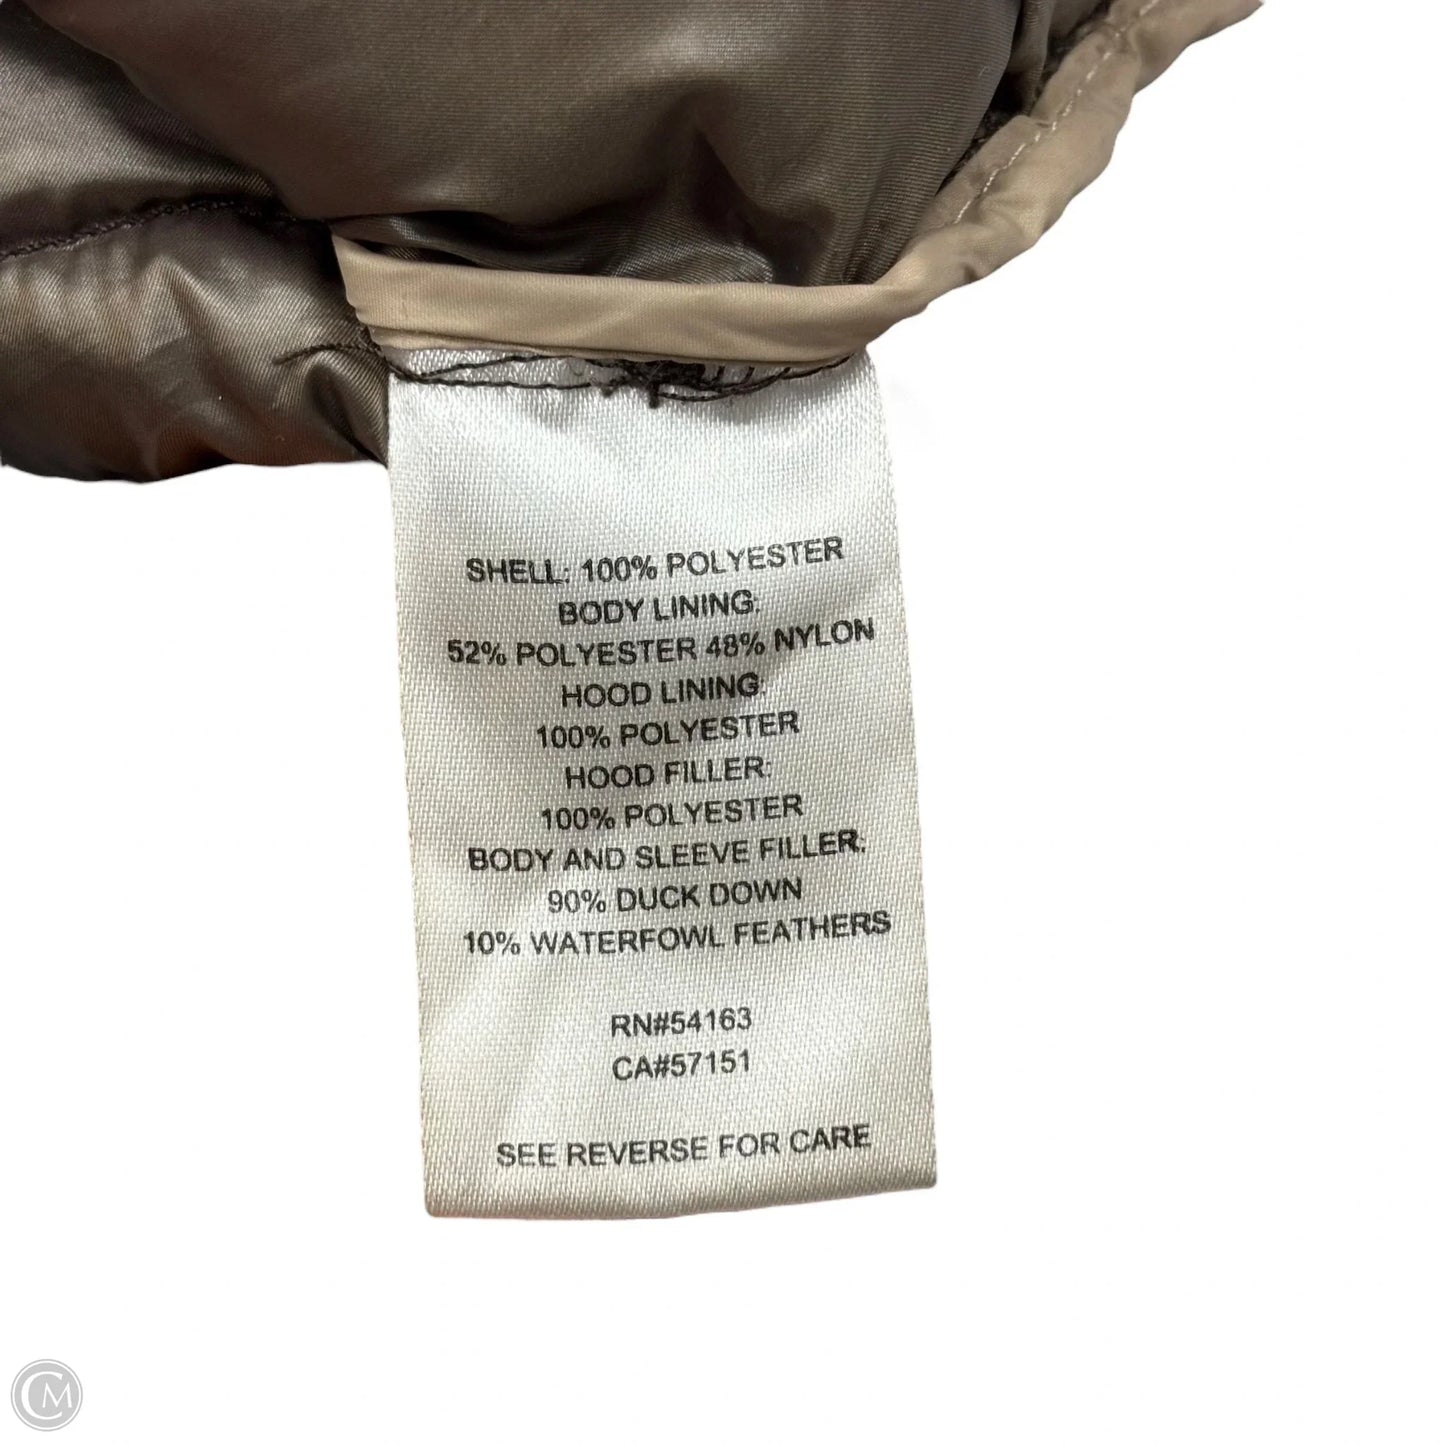 SHELL: 100% POLYESTER
BODY LINING:
52% POLYESTER 48% NYLON
HOOD LINING:
100% POLYESTER
HOOD FILLER:
100% POLYESTER
BODY AND SLEEVE FILLER:
90% DUCK DOWN
10% WATERFOWL FEATHERS
RN#54163
CA#57151
SEE REVERSE FOR CARE
CM